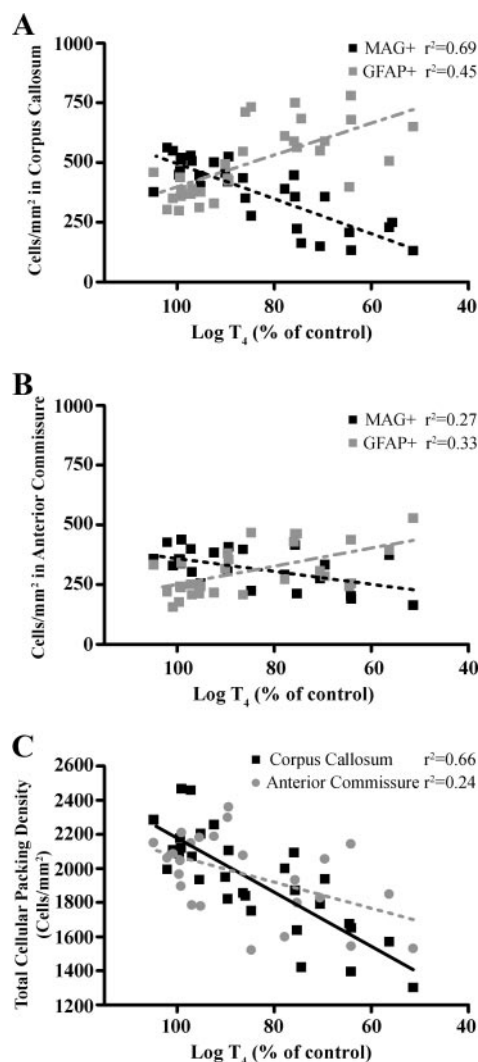 A
Cells/mm² in Corpus Callosum
1000
750
500
250
0
MAG+ r²=0.69
GFAP+ r²=0.45
100 80 60 40
Log T₄ (% of control)
B
Cells/mm² in Anterior Commissure
1000
750
500
250
0
MAG+ r²=0.27
GFAP+ r²=0.33
100 80 60 40
Log T₄ (% of control)
C
Total Cellular Packing Density
(Cells/mm²)
2600
2400
2200
2000
1800
1600
1400
1200
Corpus Callosum r²=0.66
Anterior Commissure r²=0.24
100 80 60 40
Log T₄ (% of control)